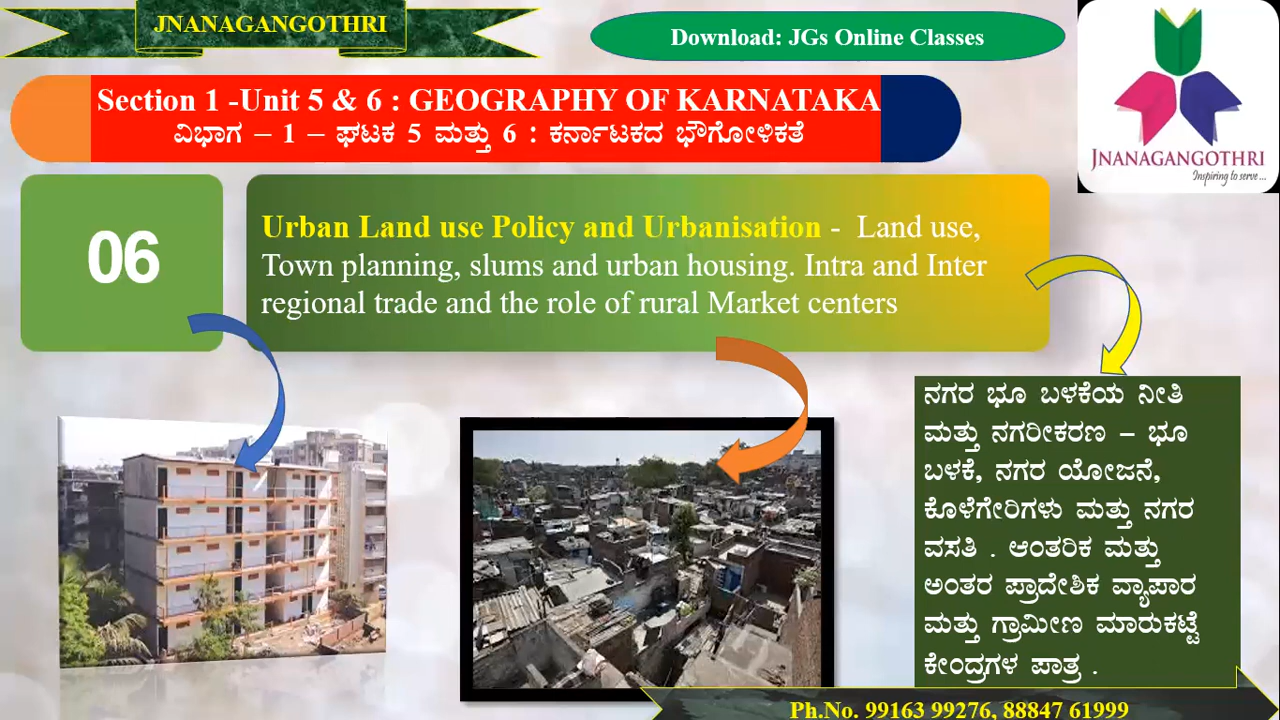 JNANAGANGOTHRI
Download: JGs Online Classes
JNANAGANGOTHRI
Inspiring to serve ...
Section 1 -Unit 5 & 6 : GEOGRAPHY OF KARNATAKA
ವಿಭಾಗ – 1 – ಘಟಕ 5 ಮತ್ತು 6 : ಕರ್ನಾಟಕದ ಭೌಗೋಳಿಕತೆ
06
Urban Land use Policy and Urbanisation - Land use,
Town planning, slums and urban housing. Intra and Inter
regional trade and the role of rural Market centers
ನಗರ ಭೂ ಬಳಕೆಯ ನೀತಿ
ಮತ್ತು ನಗರೀಕರಣ – ಭೂ
ಬಳಕೆ, ನಗರ ಯೋಜನೆ,
ಕೊಳೆಗೇರಿಗಳು ಮತ್ತು ನಗರ
ವಸತಿ . ಆಂತರಿಕ ಮತ್ತು
ಅಂತರ ಪ್ರಾದೇಶಿಕ ವ್ಯಾಪಾರ
ಮತ್ತು ಗ್ರಾಮೀಣ ಮಾರುಕಟ್ಟೆ
ಕೇಂದ್ರಗಳ ಪಾತ್ರ .
Ph.No. 99163 99276, 88847 61999